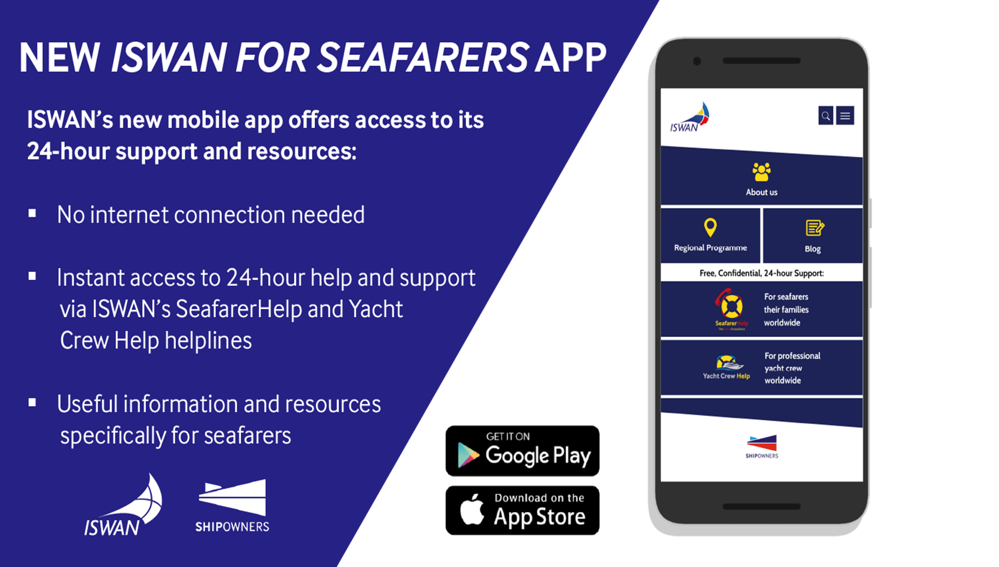 NEW ISWAN FOR SEAFARERS APP
ISWAN's new mobile app offers access to its
24-hour support and resources:
▪ No internet connection needed
▪ Instant access to 24-hour help and support
via ISWAN's SeafarerHelp and Yacht
Crew Help helplines
▪ Useful information and resources
specifically for seafarers
ISWAN
SHIPOWNERS
GET IT ON
Google Play
Download on the
App Store
ISWAN
About us
Regional Programme
Blog
Free, Confidential, 24-hour Support:
For seafarers
their families
worldwide
SeafarerHelp
For professional
yacht crew
worldwide
Yacht Crew Help
SHIPOWNERS